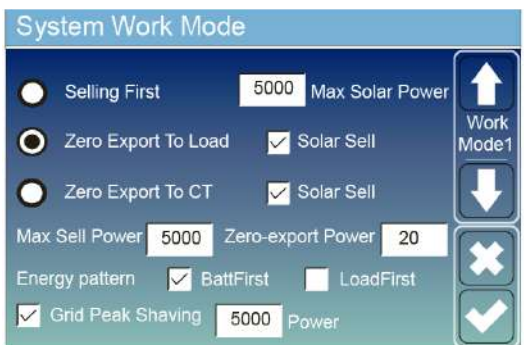 System Work Mode
Selling First 5000 Max Solar Power
Work
Mode1
Zero Export To Load Solar Sell
Zero Export To CT Solar Sell
Max Sell Power 5000 Zero-export Power 20
Energy pattern BattFirst LoadFirst
Grid Peak Shaving 5000 Power